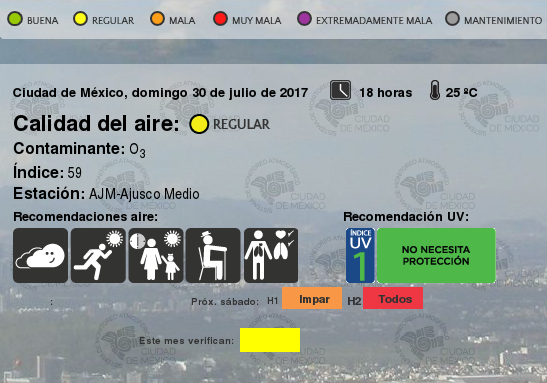 BUENA REGULAR MALA MUY MALA EXTREMADAMENTE MALA MANTENIMIENTO
Ciudad de México, domingo 30 de julio de 2017 18 horas 25 ºC
Calidad del aire: REGULAR
Contaminante: O3
Índice: 59
Estación: AJM-Ajusco Medio
Recomendaciones aire: Recomendación UV:
ÍNDICE
UV
1
NO NECESITA
PROTECCIÓN
: Próx. sábado: H1 Impar H2 Todos
Este mes verifican:
CIUDAD
DE MÉXICO